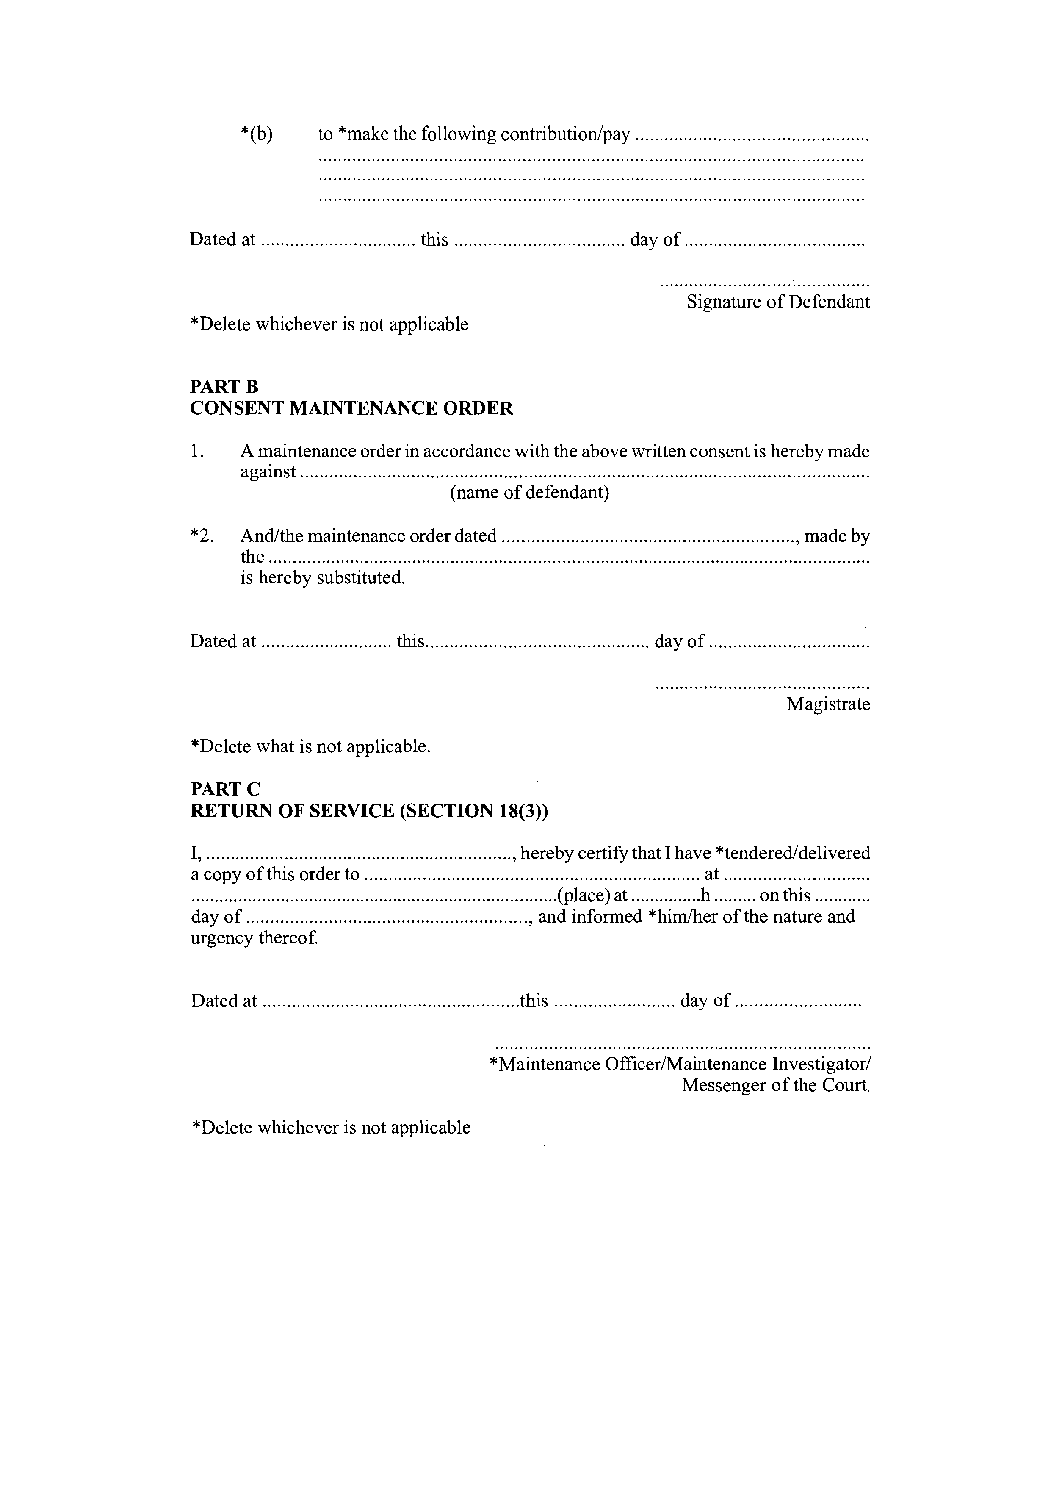 *(b) to *make the following contribution/pay ................................................
................................................................................................................
................................................................................................................
................................................................................................................
Dated at ................................ this ................................... day of .....................................
...........................................
Signature of Defendant
*Delete whichever is not applicable
PART B
CONSENT MAINTENANCE ORDER
1. A maintenance order in accordance with the above written consent is hereby made
against .....................................................................................................................
(name of defendant)
*2. And/the maintenance order dated ............................................................, made by
the ...........................................................................................................................
is hereby substituted.
Dated at ........................... this.............................................. day of .................................
............................................
Magistrate
*Delete what is not applicable.
PART C
RETURN OF SERVICE (SECTION 18(3))
I, ..............................................................., hereby certify that I have *tendered/delivered
a copy of this order to ..................................................................... at ..............................
...........................................................................(place) at ...............h ......... on this ............
day of .........................................................., and informed *him/her of the nature and
urgency thereof.
Dated at .....................................................this ......................... day of ..........................
.............................................................................
*Maintenance Officer/Maintenance Investigator/
Messenger of the Court.
*Delete whichever is not applicable